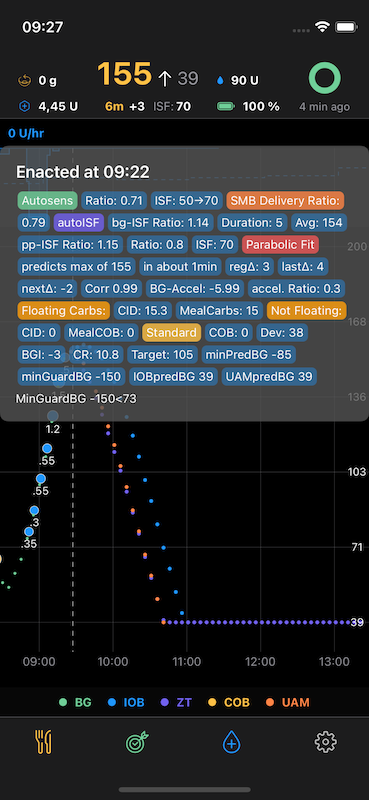 09:27
0 g
155
39
90 U
4,45 U
6m +3 ISF: 70
100 %
4 min ago
0 U/hr
Enacted at 09:22
Autosens Ratio: 0.71 ISF: 50→70 SMB Delivery Ratio:
0.79 autoISF bg-ISF Ratio: 1.14 Duration: 5 Avg: 154
pp-ISF Ratio: 1.15 Ratio: 0.8 ISF: 70 Parabolic Fit
predicts max of 155 in about 1min regΔ: 3 lastΔ: 4
nextΔ: -2 Corr 0.99 BG-Accel: -5.99 accel. Ratio: 0.3
Floating Carbs: CID: 15.3 MealCarbs: 15 Not Floating:
CID: 0 MealCOB: 0 Standard COB: 0 Dev: 38
BGI: -3 CR: 10.8 Target: 105 minPredBG -85
minGuardBG -150 IOBpredBG 39 UAMpredBG 39
MinGuardBG -150<73
200
168
136
1.2
.55
103
.55
.3
.35
71
39
09:00 10:00 11:00 12:00 13:00
BG IOB ZT COB UAM